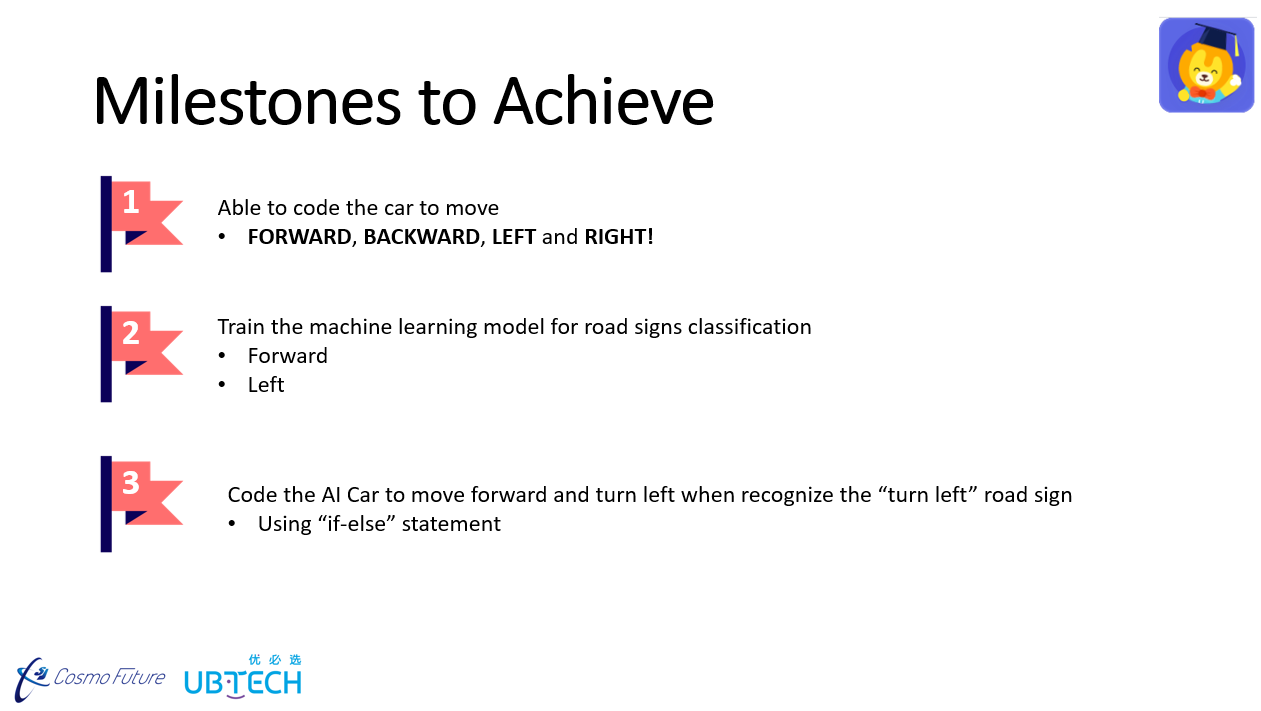 Milestones to Achieve
1
Able to code the car to move
• FORWARD, BACKWARD, LEFT and RIGHT!
2
Train the machine learning model for road signs classification
• Forward
• Left
3
Code the AI Car to move forward and turn left when recognize the “turn left” road sign
• Using “if-else” statement
Cosmo Future
优必选
UBTECH